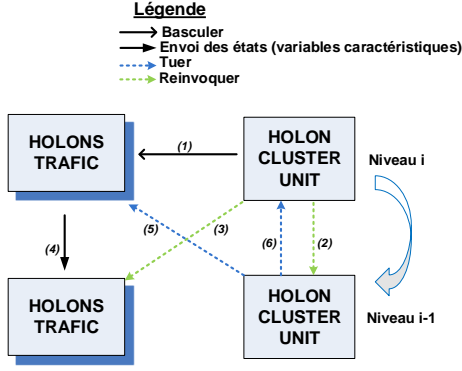 Légende
Basculer
Envoi des états (variables caractéristiques)
Tuer
Reinvoquer
HOLONS
TRAFIC
(1)
HOLON
CLUSTER
UNIT
Niveau i
(4)
(5)
(3)
(6)
(2)
HOLONS
TRAFIC
HOLON
CLUSTER
UNIT
Niveau i-1